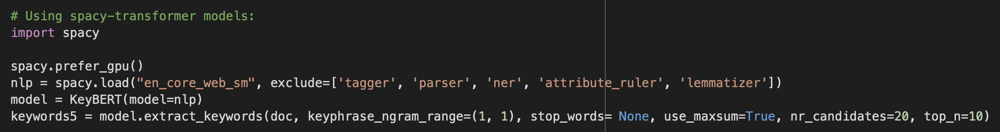 # Using spacy-transformer models:
import spacy
spacy.prefer_gpu()
nlp = spacy.load("en_core_web_sm", exclude=['tagger', 'parser', 'ner', 'attribute_ruler', 'lemmatizer'])
model = KeyBERT(model=nlp)
keywords5 = model.extract_keywords(doc, keyphrase_ngram_range=(1, 1), stop_words= None, use_maxsum=True, nr_candidates=20, top_n=10)